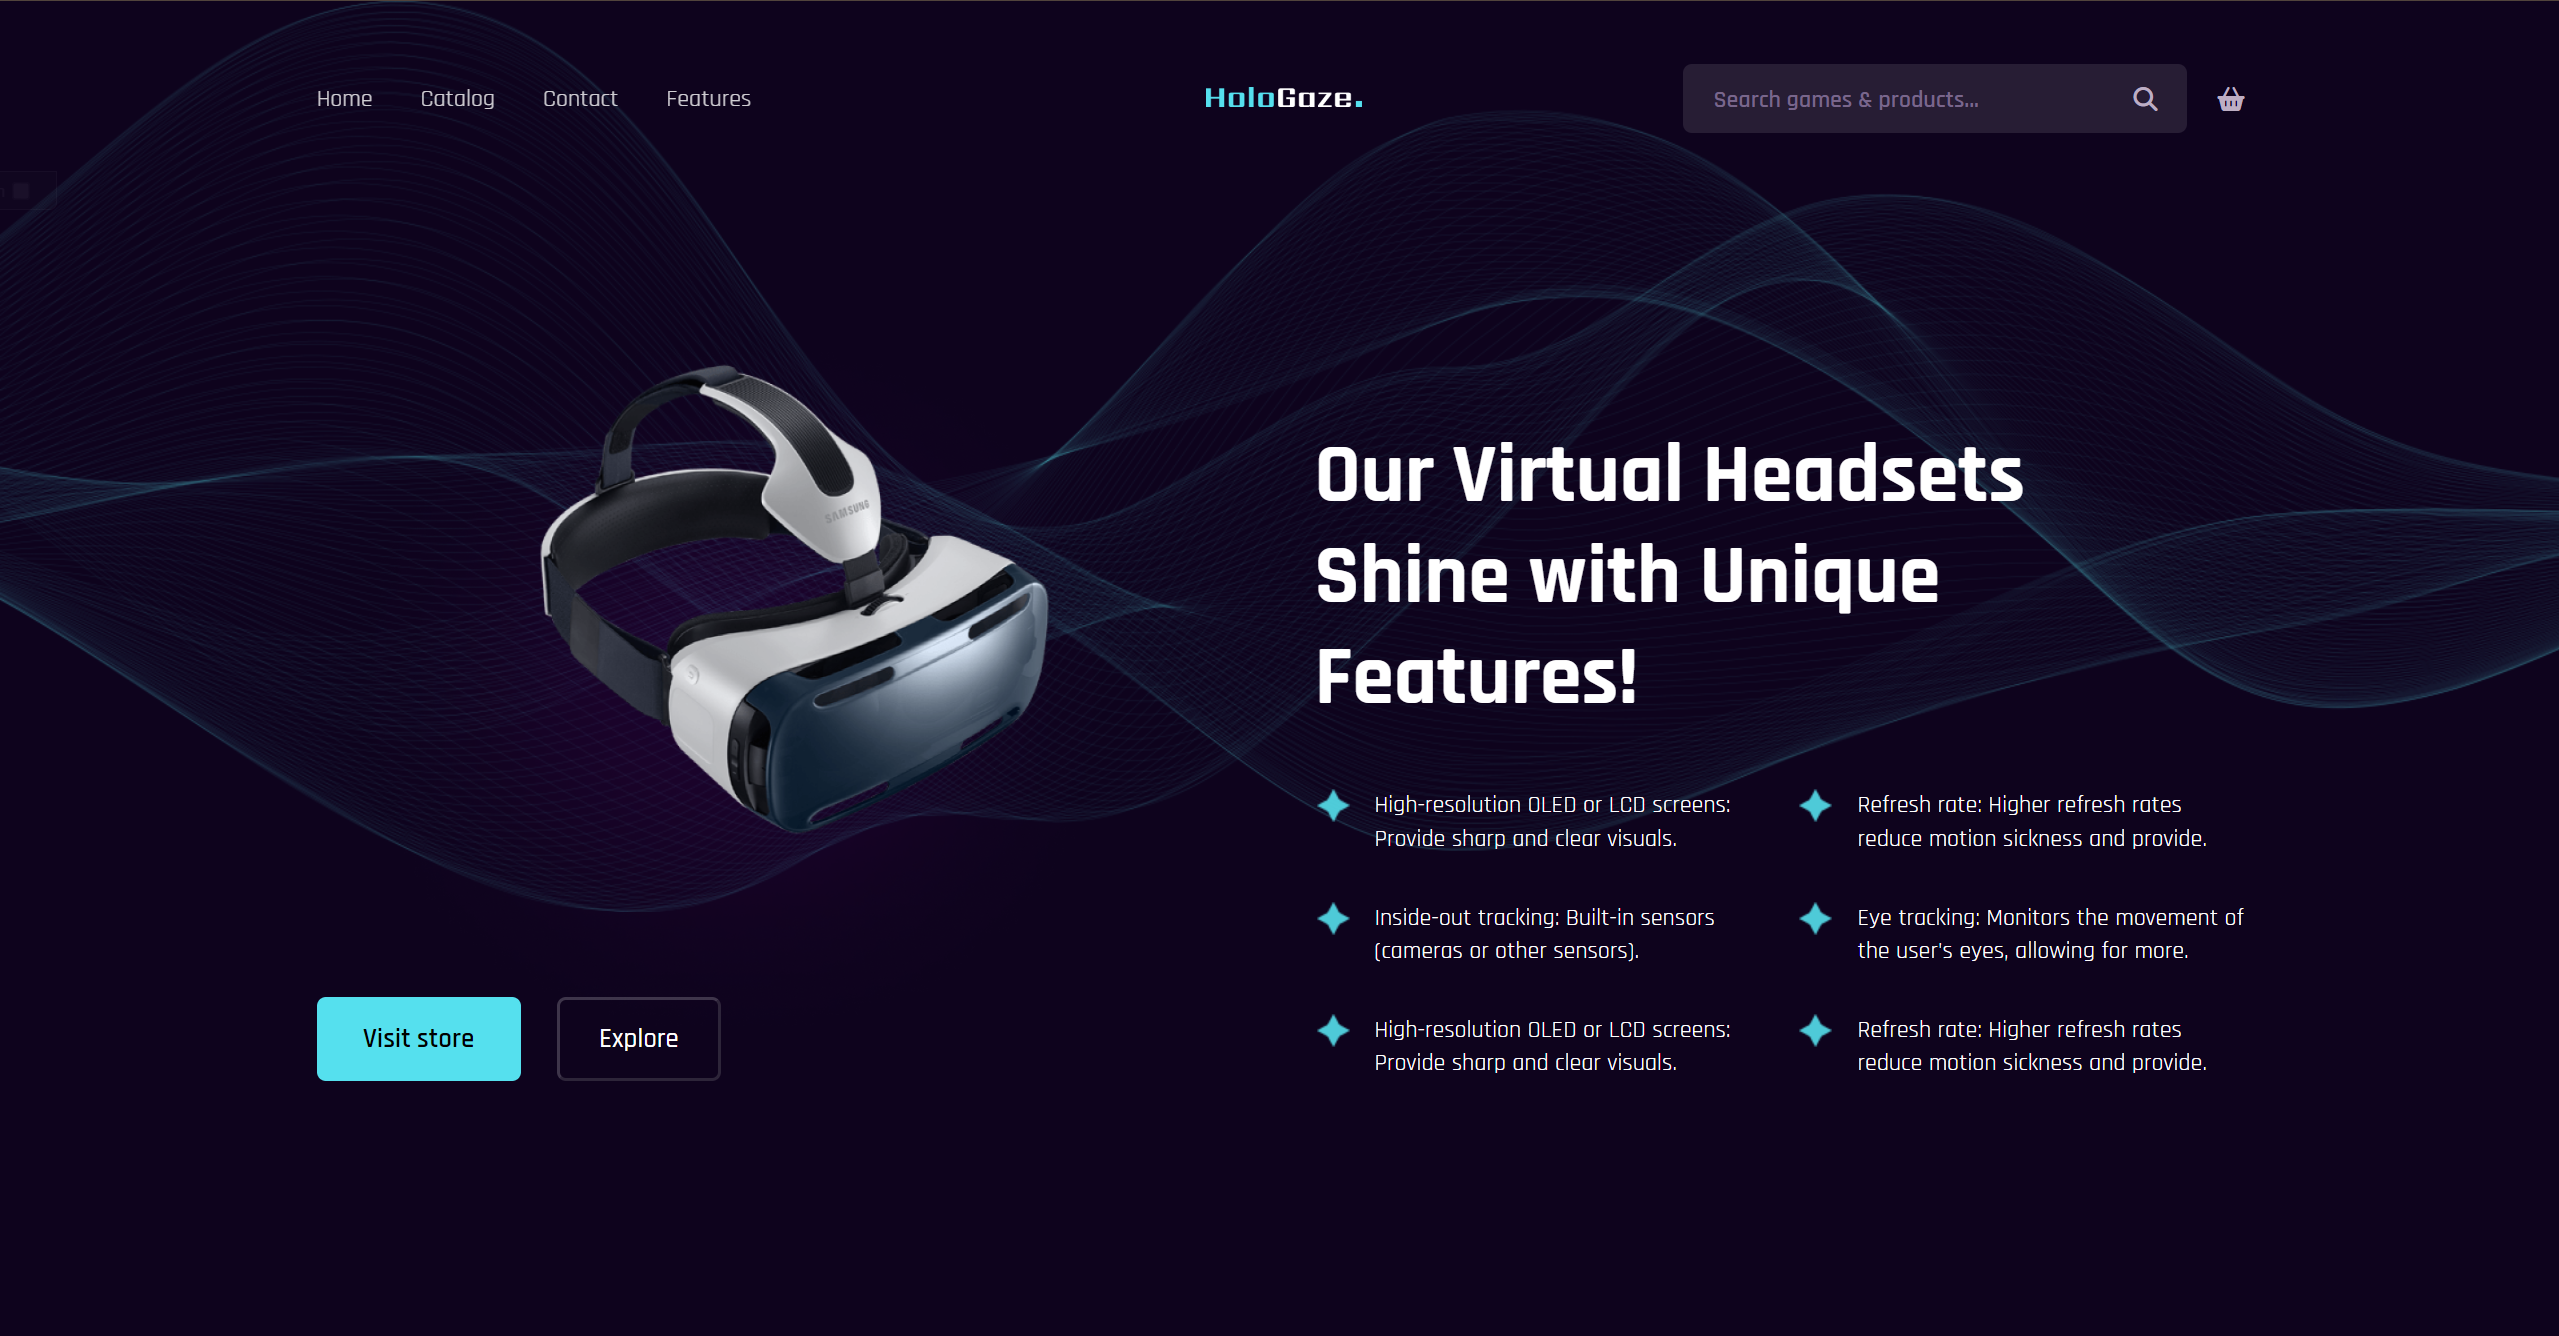 Home Catalog Contact Features
HoloGaze.
Search games & products...
SAMSUNG
Our Virtual Headsets
Shine with Unique
Features!
High-resolution OLED or LCD screens:
Provide sharp and clear visuals.
Refresh rate: Higher refresh rates
reduce motion sickness and provide.
Inside-out tracking: Built-in sensors
(cameras or other sensors).
Eye tracking: Monitors the movement of
the user's eyes, allowing for more.
High-resolution OLED or LCD screens:
Provide sharp and clear visuals.
Refresh rate: Higher refresh rates
reduce motion sickness and provide.
Visit store
Explore